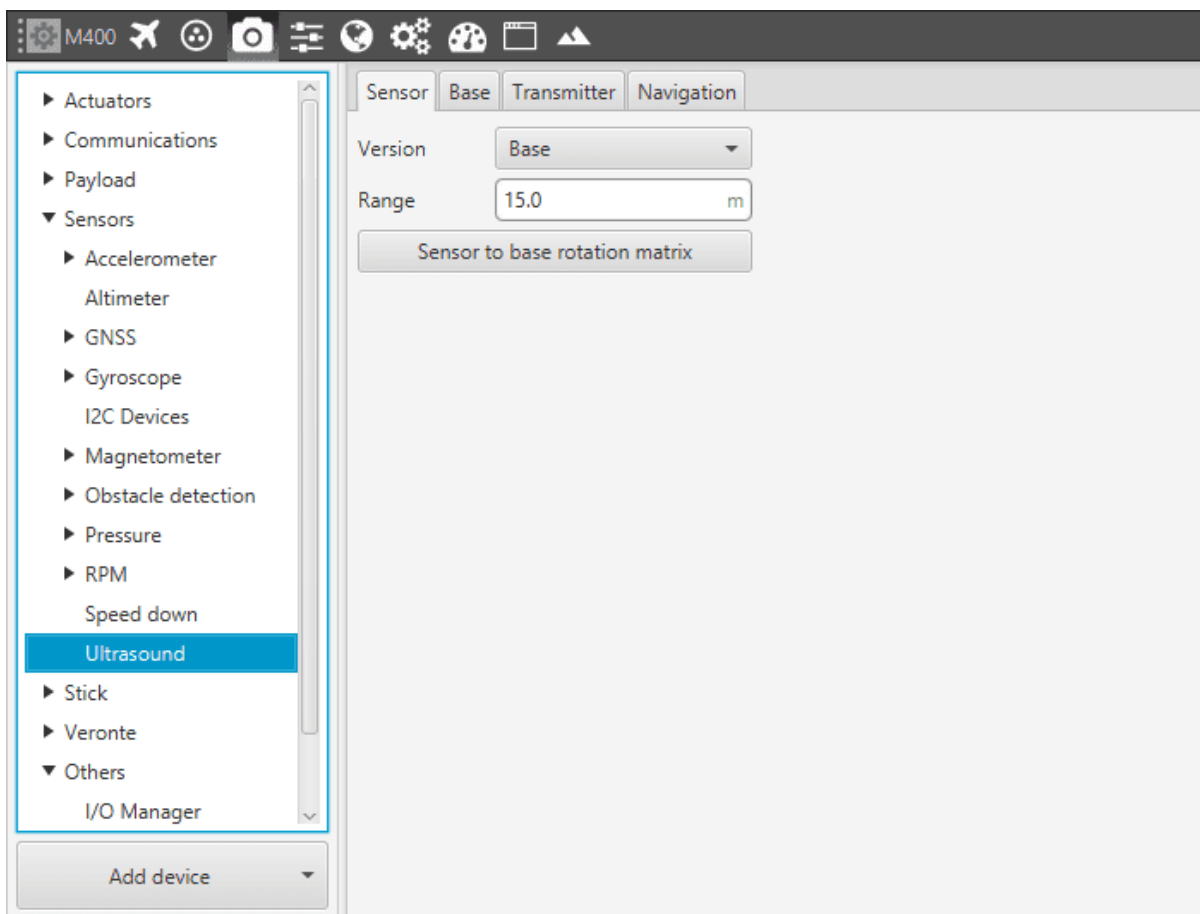 M400
Actuators
Communications
Payload
Sensors
Accelerometer
Altimeter
GNSS
Gyroscope
I2C Devices
Magnetometer
Obstacle detection
Pressure
RPM
Speed down
Ultrasound
Stick
Veronte
Others
I/O Manager
Add device
Sensor Base Transmitter Navigation
Version Base
Range 15.0 m
Sensor to base rotation matrix